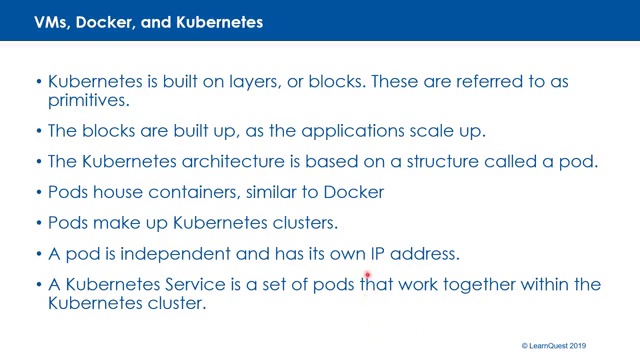 VMs, Docker, and Kubernetes
• Kubernetes is built on layers, or blocks. These are referred to as
primitives.
• The blocks are built up, as the applications scale up.
• The Kubernetes architecture is based on a structure called a pod.
• Pods house containers, similar to Docker
• Pods make up Kubernetes clusters.
• A pod is independent and has its own IP address.
• A Kubernetes Service is a set of pods that work together within the
Kubernetes cluster.
© LearnQuest 2019